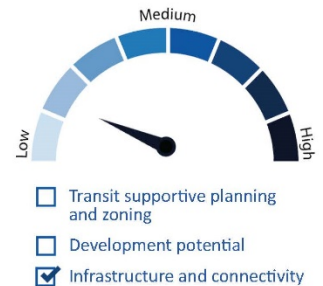 Medium
Low
High
Transit supportive planning
and zoning
Development potential
Infrastructure and connectivity